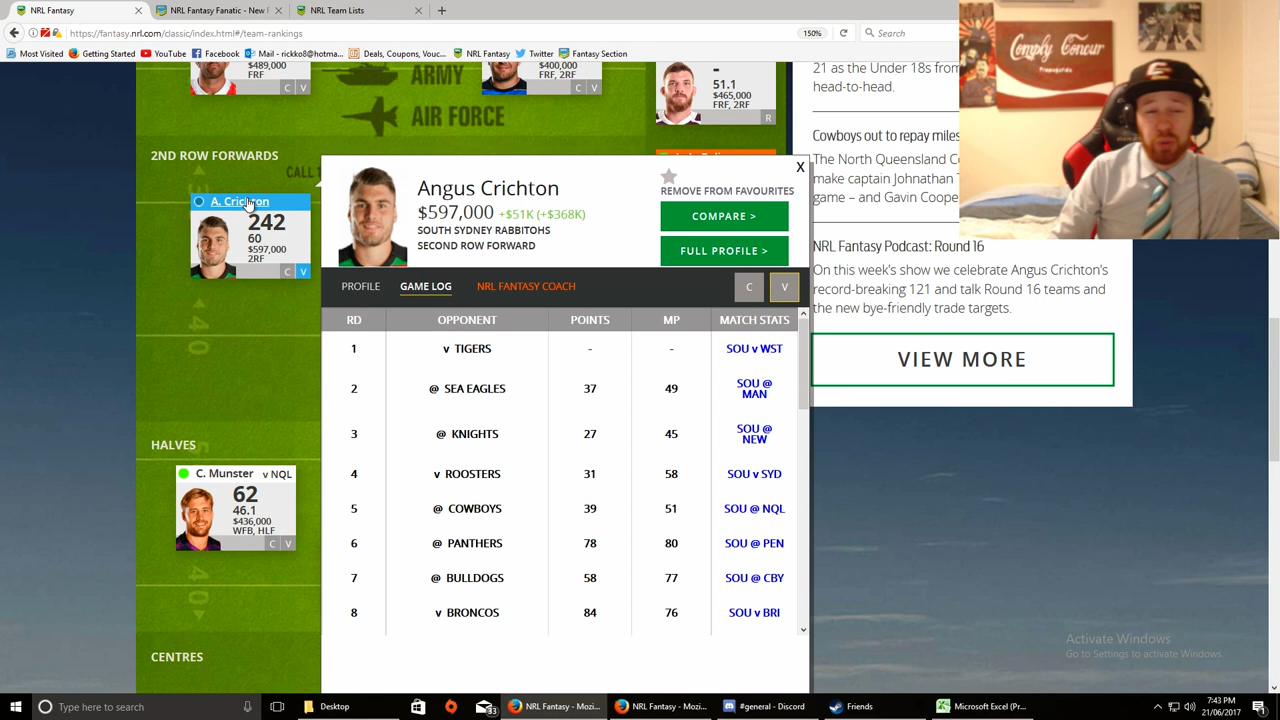 NRL Fantasy
NRL Fantasy Fanatic - New F
NRL Team Lists
https://fantasy.nrl.com/classic/index.html#/team-rankings
150%
Search
Most Visited
Getting Started
YouTube
Facebook
Mail - rickko8@hotma...
Deals, Coupons, Vouc...
NRL Fantasy
Twitter
Fantasy Section
$489,000
FRF
C V
ARMY
AIR FORCE
$400,000
FRF, 2RF
C V
-
51.1
$465,000
FRF, 2RF
R
21 as the Under 18s from
head-to-head.
Comply Concur
Propaganda
2ND ROW FORWARDS
CALL
A. Crichton
242
60
$597,000
2RF
C V
X
Angus Crichton
$597,000 +$51K (+$368K)
SOUTH SYDNEY RABBITOHS
SECOND ROW FORWARD
REMOVE FROM FAVOURITES
COMPARE >
FULL PROFILE >
PROFILE
GAME LOG
NRL FANTASY COACH
C
V
RD OPPONENT POINTS MP MATCH STATS
1 v TIGERS - - SOU v WST
2 @ SEA EAGLES 37 49 SOU @ MAN
3 @ KNIGHTS 27 45 SOU @ NEW
4 v ROOSTERS 31 58 SOU v SYD
5 @ COWBOYS 39 51 SOU @ NQL
6 @ PANTHERS 78 80 SOU @ PEN
7 @ BULLDOGS 58 77 SOU @ CBY
8 v BRONCOS 84 76 SOU v BRI
Cowboys out to repay miles
The North Queensland Co
make captain Johnathan T
game – and Gavin Coope
NRL Fantasy Podcast: Round 16
On this week's show we celebrate Angus Crichton's
record-breaking 121 and talk Round 16 teams and
the new bye-friendly trade targets.
VIEW MORE
40
HALVES
C. Munster v NQL
62
46.1
$436,000
WFB, HLF
C V
40
CENTRES
Activate Windows
Go to Settings to activate Windows.
Type here to search
Desktop
33
NRL Fantasy - Mozi...
NRL Fantasy - Mozi...
#general - Discord
Friends
Microsoft Excel (Pr...
7:43 PM
21/06/2017